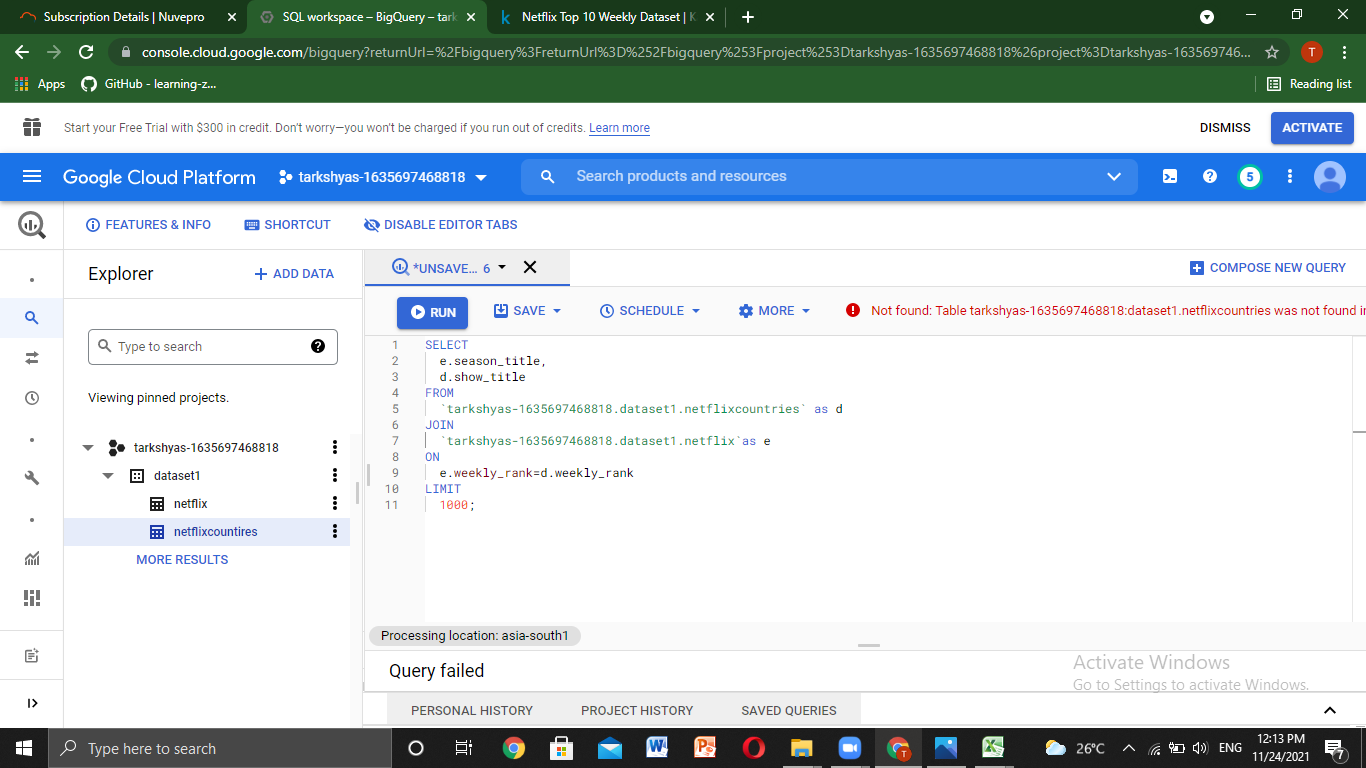 Subscription Details | Nuvepro
SQL workspace – BigQuery – tark
Netflix Top 10 Weekly Dataset | K
console.cloud.google.com/bigquery?returnUrl=%2Fbigquery%3FreturnUrl%3D%252Fbigquery%253Fproject%253Dtarkshyas-1635697468818%26project%3Dtarkshyas-163569746...
T
Apps
GitHub - learning-z...
Reading list
Start your Free Trial with $300 in credit. Don't worry—you won't be charged if you run out of credits. Learn more
DISMISS
ACTIVATE
Google Cloud Platform
tarkshyas-1635697468818
Search products and resources
5
FEATURES & INFO
SHORTCUT
DISABLE EDITOR TABS
Explorer
+ ADD DATA
*UNSAVE... 6
COMPOSE NEW QUERY
RUN
SAVE
SCHEDULE
MORE
Not found: Table tarkshyas-1635697468818:dataset1.netflixcountries was not found i
Type to search
Viewing pinned projects.
tarkshyas-1635697468818
dataset1
netflix
netflixcountires
MORE RESULTS
1 SELECT
2 e.season_title,
3 d.show_title
4 FROM
5 `tarkshyas-1635697468818.dataset1.netflixcountries` as d
6 JOIN
7 `tarkshyas-1635697468818.dataset1.netflix`as e
8 ON
9 e.weekly_rank=d.weekly_rank
10 LIMIT
11 1000;
Processing location: asia-south1
Query failed
Activate Windows
Go to Settings to activate Windows.
PERSONAL HISTORY
PROJECT HISTORY
SAVED QUERIES
Type here to search
26°C
ENG
12:13 PM
11/24/2021
7